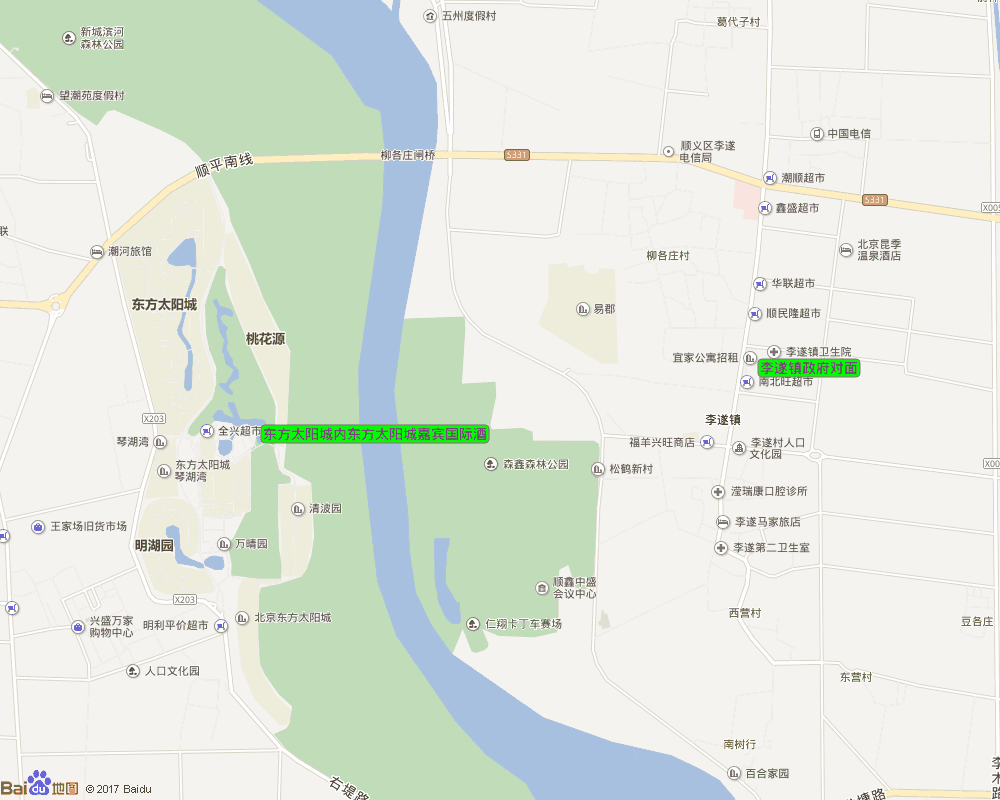 五州度假村
葛代子村
新城滨河
森林公园
望潮苑度假村
中国电信
顺平南线
柳各庄闸桥
S331
顺义区李遂
电信局
潮顺超市
S331
X005
鑫盛超市
联
潮河旅馆
柳各庄村
北京昆季
温泉酒店
华联超市
东方太阳城
易郡
顺民隆超市
桃花源
宜家公寓招租
李遂镇卫生院
李遂镇政府对面
南北旺超市
X203
李遂镇
全兴超市
东方太阳城内东方太阳城嘉宾国际酒
琴湖湾
福羊兴旺商店
李遂村人口
文化园
东方太阳城
琴湖湾
森鑫森林公园
松鹤新村
X00
滢瑞康口腔诊所
清波园
王家场旧货市场
李遂马家旅店
明湖园
万晴园
李遂第二卫生室
顺鑫中盛
会议中心
X203
兴盛万家
购物中心
明利平价超市
北京东方太阳城
仁翔卡丁车赛场
西营村
豆各庄
人口文化园
东营村
南树行
百合家园
李木路
右堤路
Bai du 地图
© 2017 Baidu